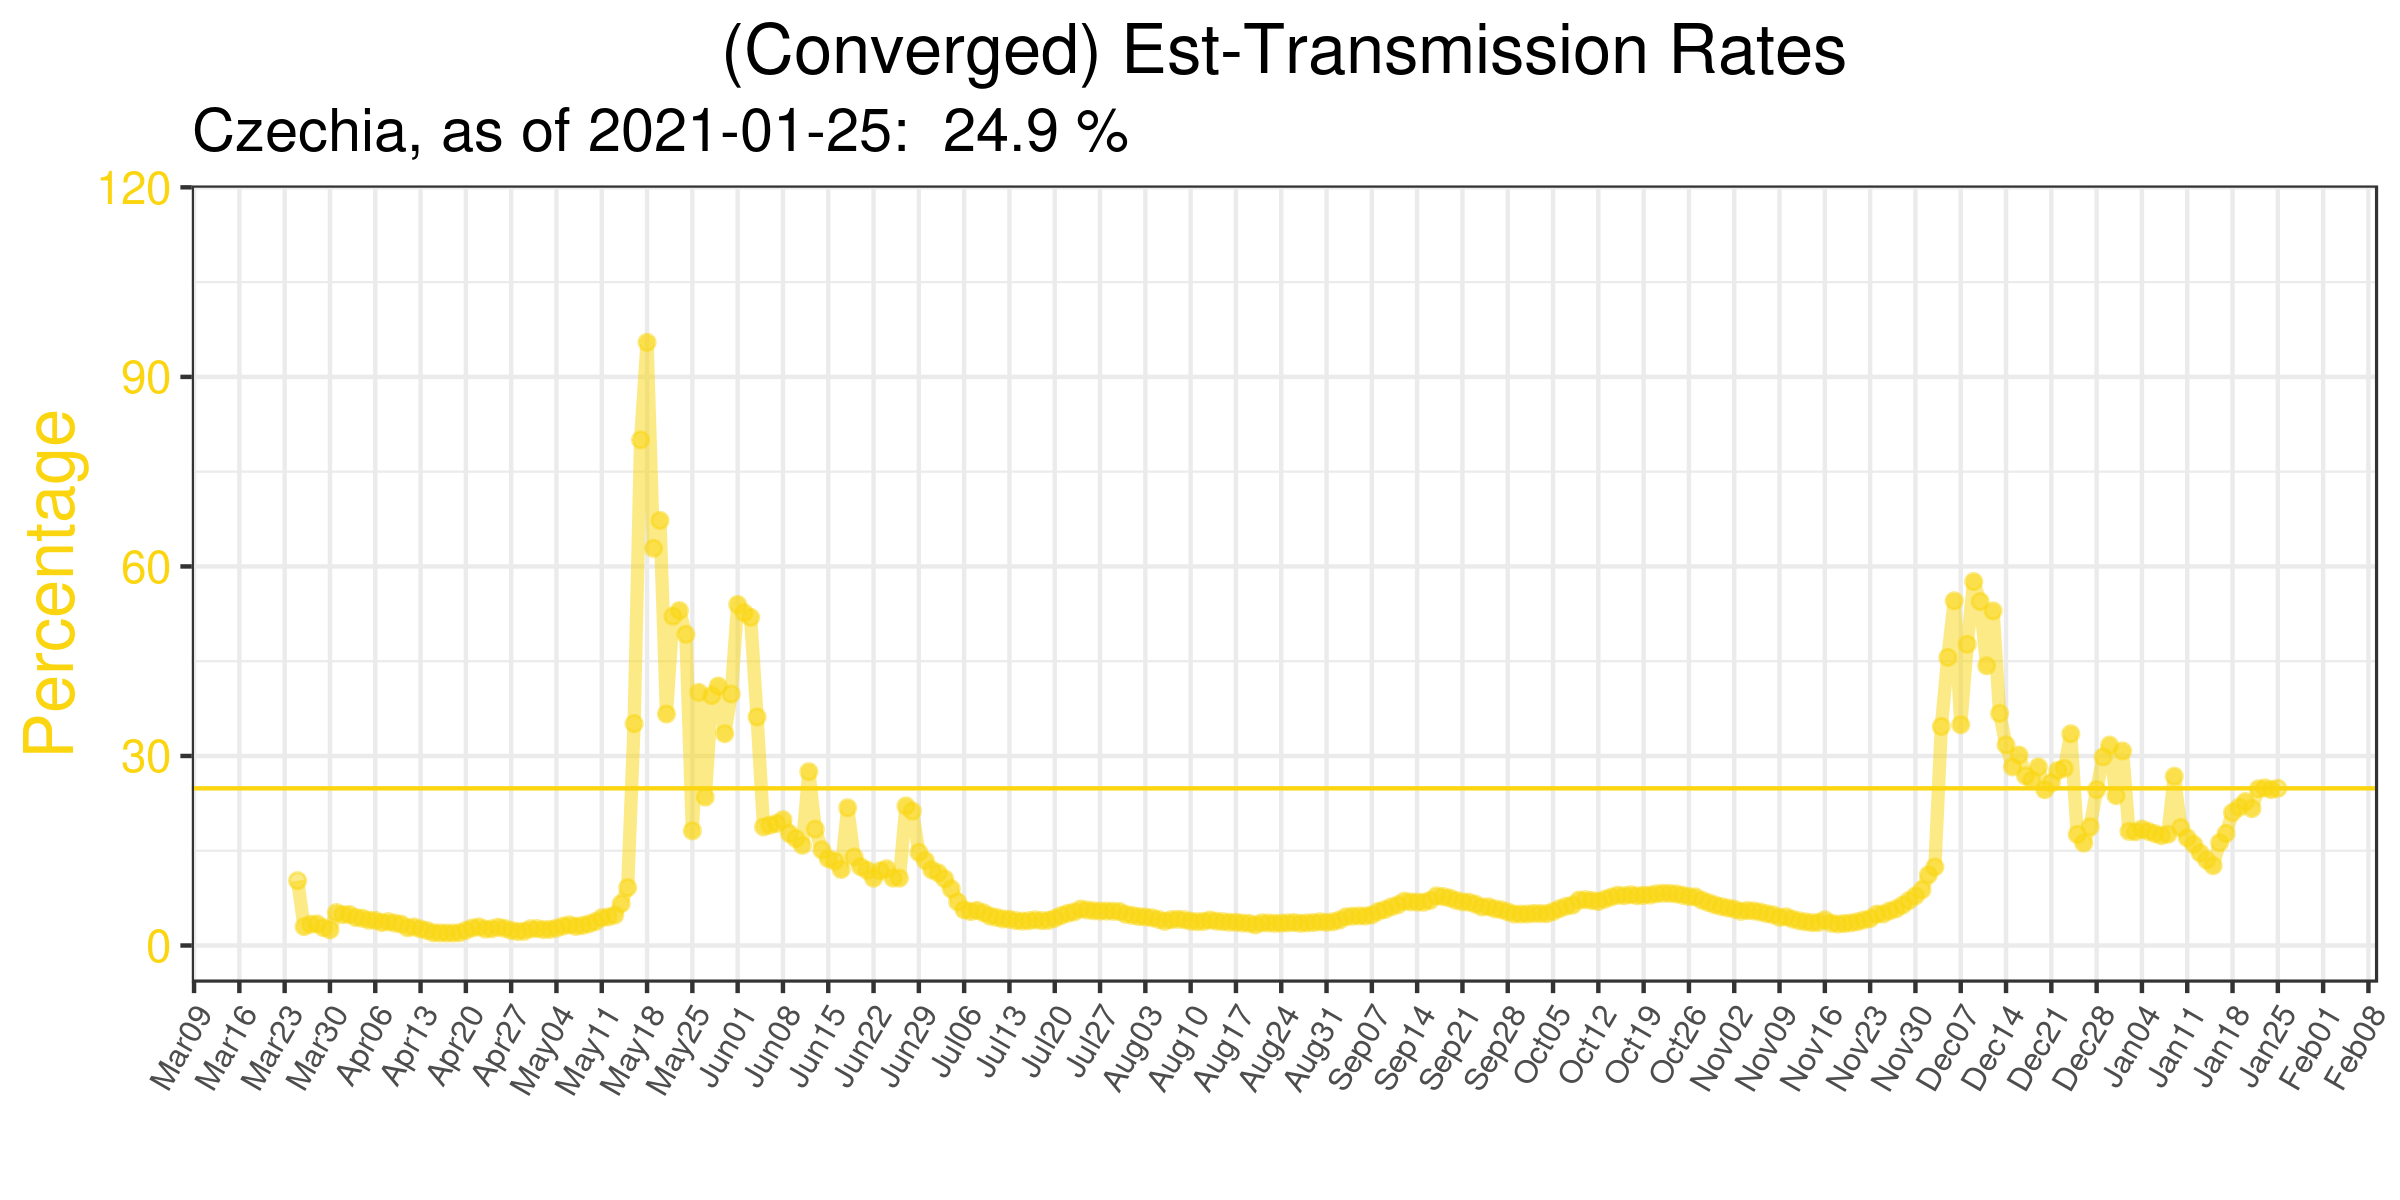 (Converged) Est-Transmission Rates
Czechia, as of 2021-01-25:  24.9 %
Percentage
120
90
60
30
0
Mar09
Mar16
Mar23
Mar30
Apr06
Apr13
Apr20
Apr27
May04
May11
May18
May25
Jun01
Jun08
Jun15
Jun22
Jun29
Jul06
Jul13
Jul20
Jul27
Aug03
Aug10
Aug17
Aug24
Aug31
Sep07
Sep14
Sep21
Sep28
Oct05
Oct12
Oct19
Oct26
Nov02
Nov09
Nov16
Nov23
Nov30
Dec07
Dec14
Dec21
Dec28
Jan04
Jan11
Jan18
Jan25
Feb01
Feb08